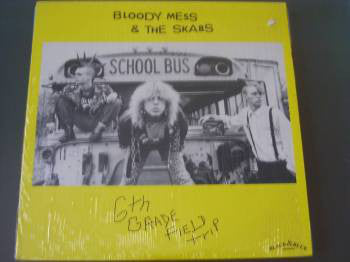 BLOODY MESS
& THE SKABS
SCHOOL BUS
6th
GRADE
FIELD
trip